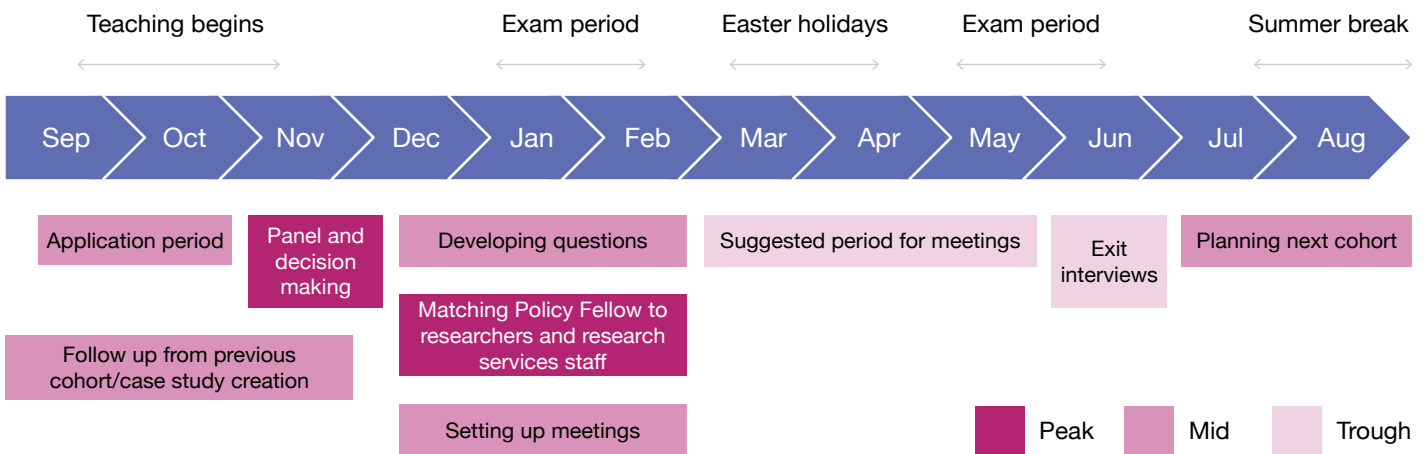 Teaching begins
Exam period
Easter holidays
Exam period
Summer break
Sep
Oct
Nov
Dec
Jan
Feb
Mar
Apr
May
Jun
Jul
Aug
Application period
Panel and
decision
making
Developing questions
Suggested period for meetings
Exit
interviews
Planning next cohort
Matching Policy Fellow to
researchers and research
services staff
Follow up from previous
cohort/case study creation
Setting up meetings
Peak
Mid
Trough